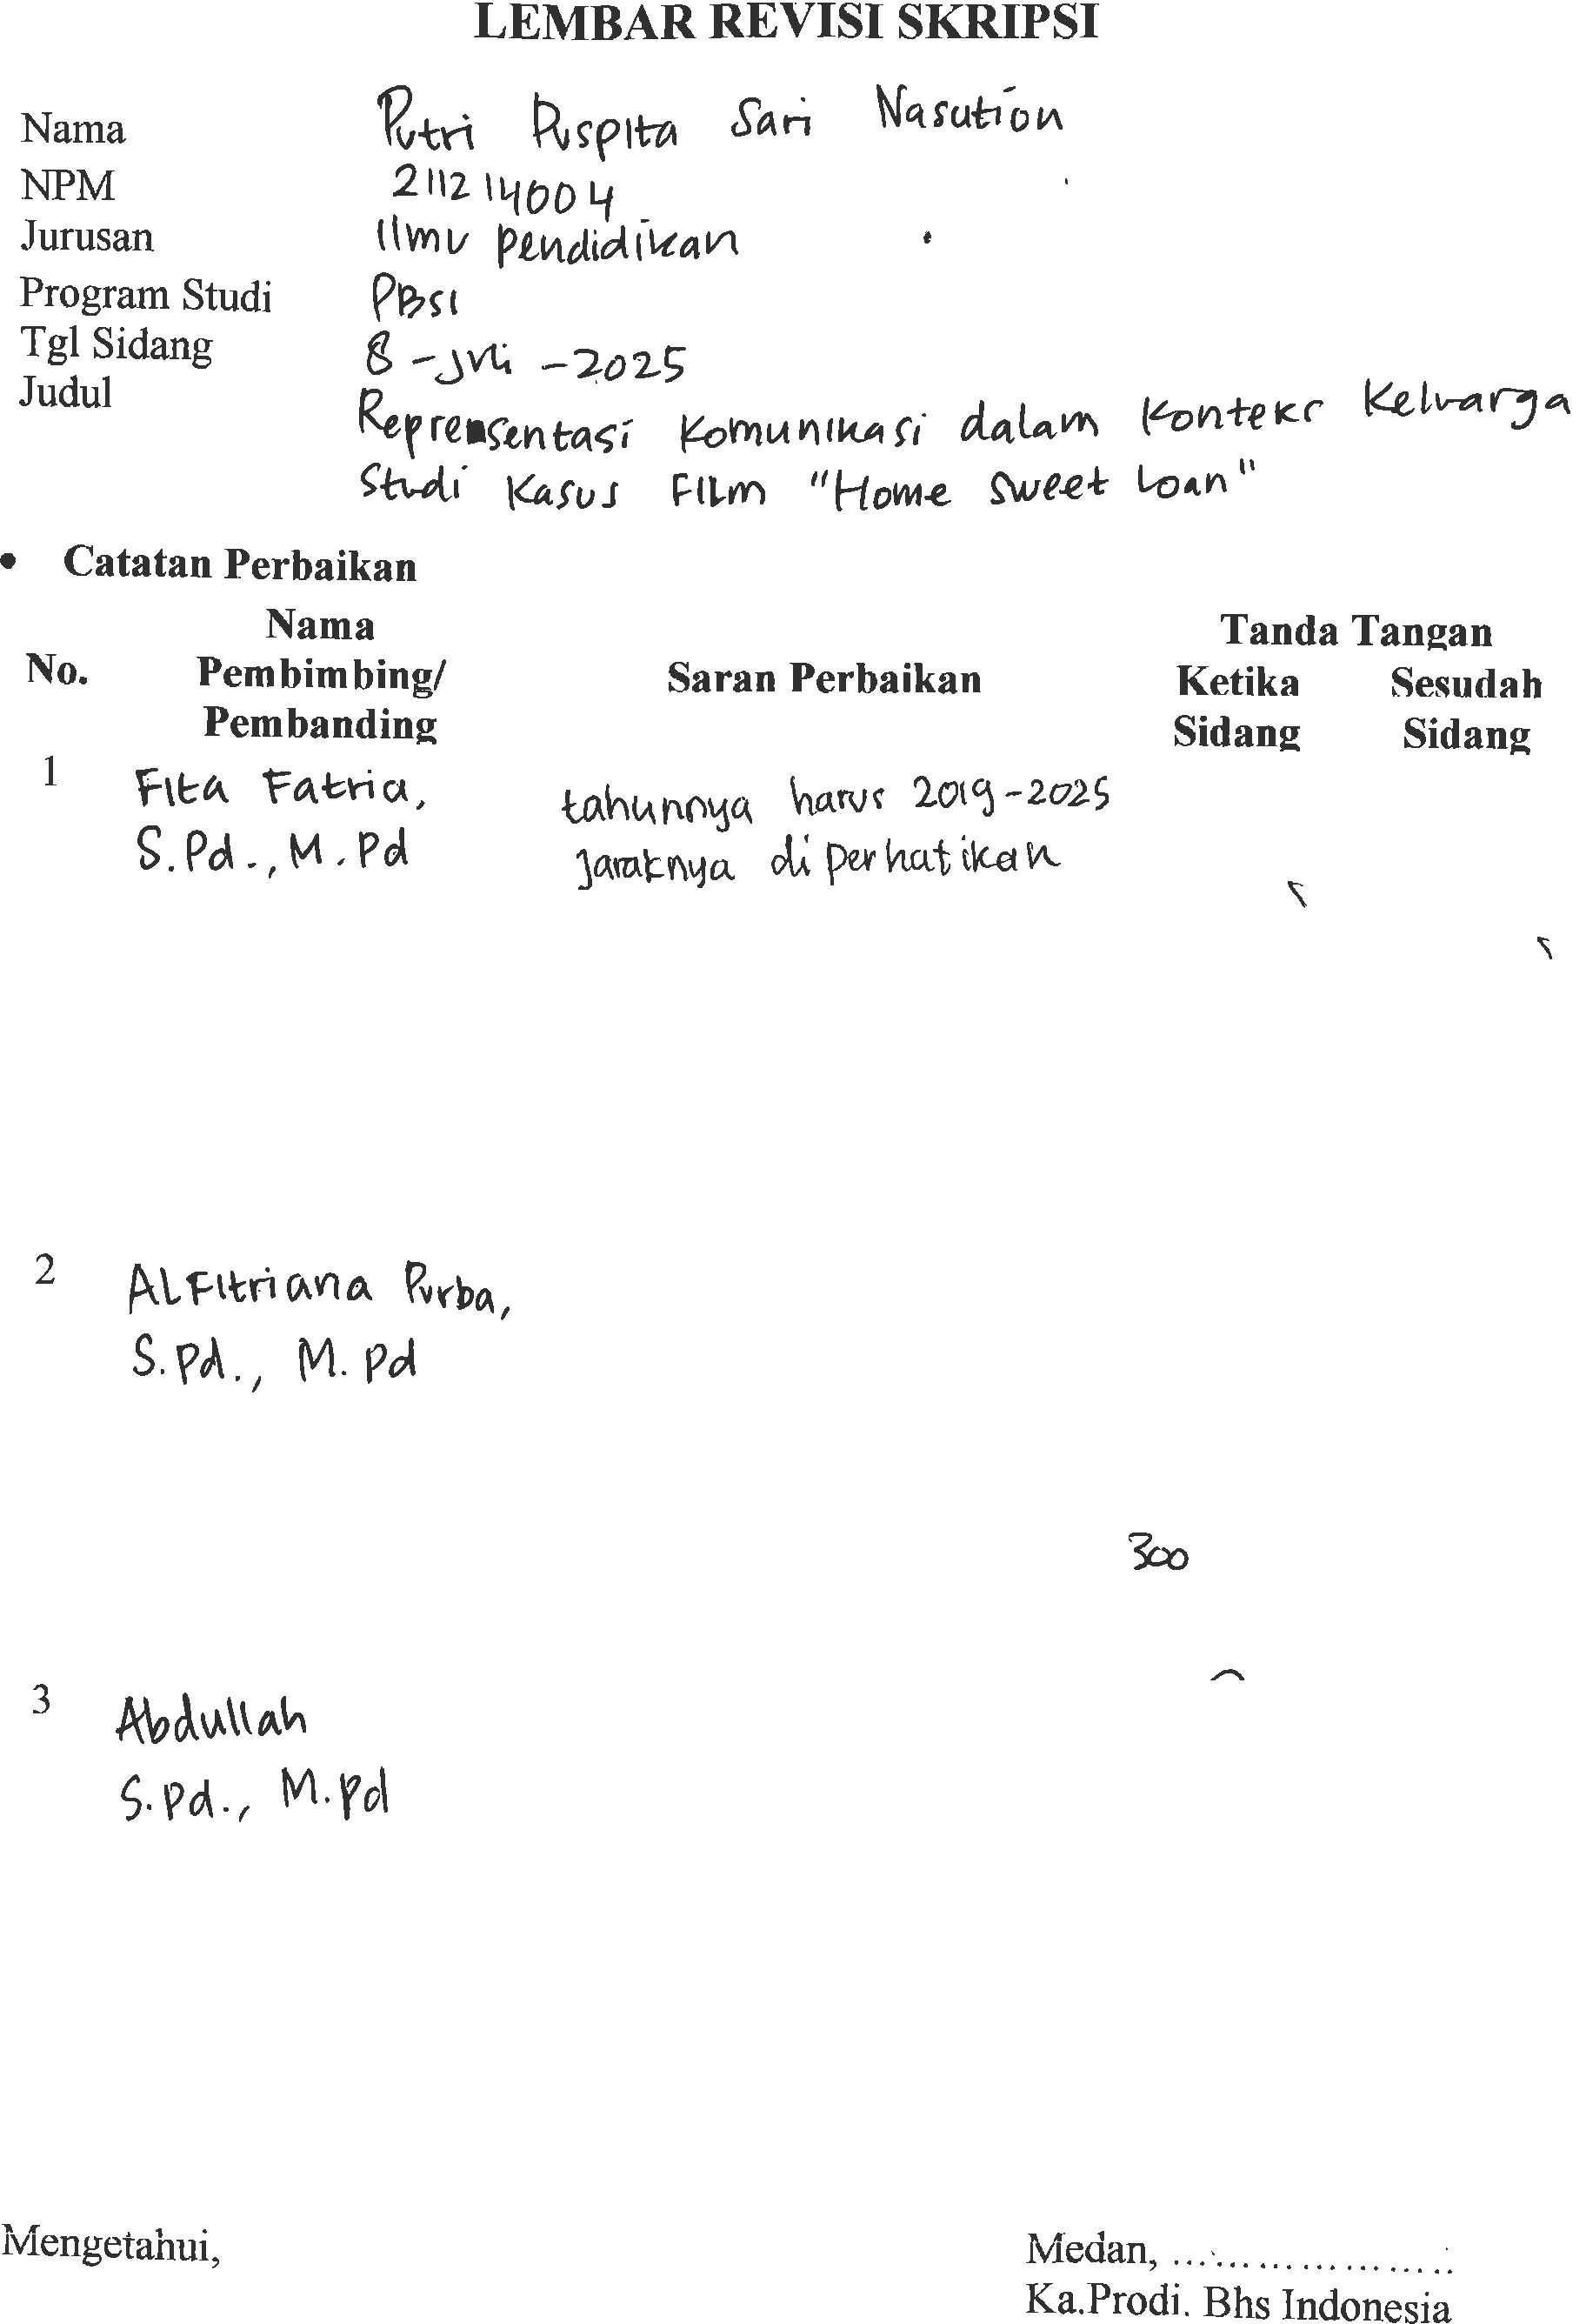 LEMBAR REVISI SKRIPSI
Nama Putri Puspita Sari Nasution
NPM 211214004
Jurusan Ilmu pendidikan
Program Studi PBSI
Tgl Sidang 8 - Juli - 2025
Judul Representasi Komunikasi dalam Konteks Keluarga
Studi Kasus Film "Home Sweet Loan"
• Catatan Perbaikan
No. Nama Pembimbing/ Pembanding Saran Perbaikan Tanda Tangan
Ketika Sidang Sesudah Sidang
1 Fita Fatria, tahunnya harus 2019-2025
S.Pd., M.Pd jaraknya di perhatikan
2 Alfitriana Purba,
S.Pd., M.Pd
300
3 Abdullah
S.Pd., M.Pd
Mengetahui, Medan, ....................
Ka.Prodi. Bhs Indonesia